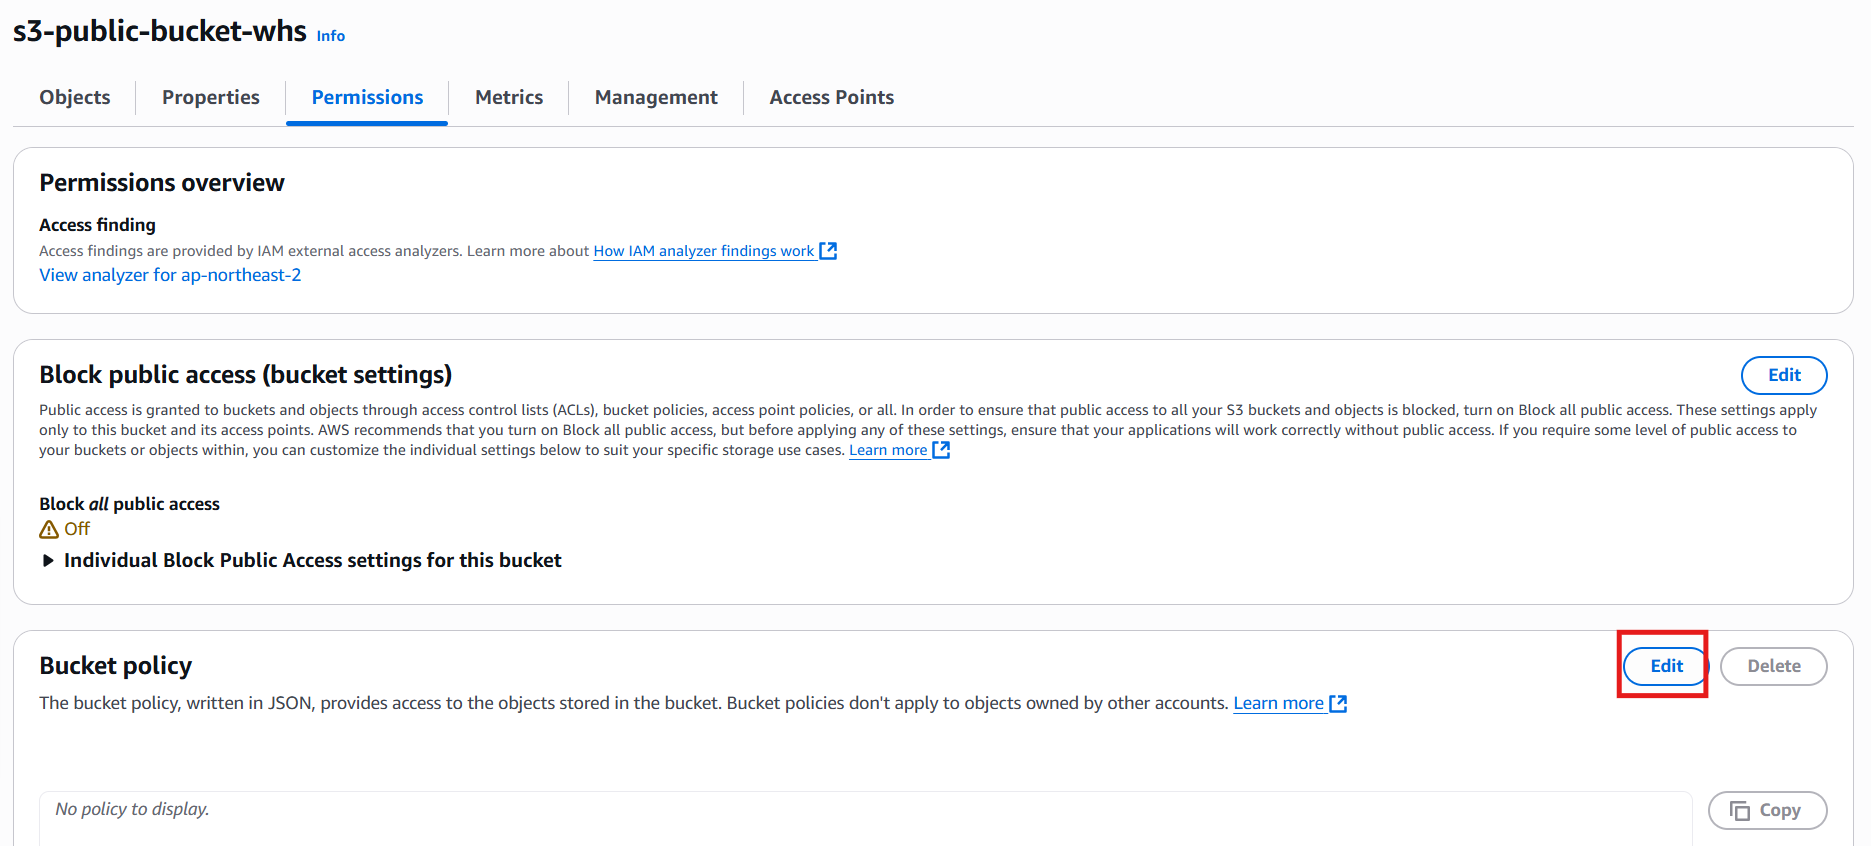 s3-public-bucket-whs Info
Objects Properties Permissions Metrics Management Access Points
Permissions overview
Access finding
Access findings are provided by IAM external access analyzers. Learn more about How IAM analyzer findings work
View analyzer for ap-northeast-2
Block public access (bucket settings) Edit
Public access is granted to buckets and objects through access control lists (ACLs), bucket policies, access point policies, or all. In order to ensure that public access to all your S3 buckets and objects is blocked, turn on Block all public access. These settings apply
only to this bucket and its access points. AWS recommends that you turn on Block all public access, but before applying any of these settings, ensure that your applications will work correctly without public access. If you require some level of public access to
your buckets or objects within, you can customize the individual settings below to suit your specific storage use cases. Learn more
Block all public access
Off
Individual Block Public Access settings for this bucket
Bucket policy Edit Delete
The bucket policy, written in JSON, provides access to the objects stored in the bucket. Bucket policies don't apply to objects owned by other accounts. Learn more
No policy to display. Copy